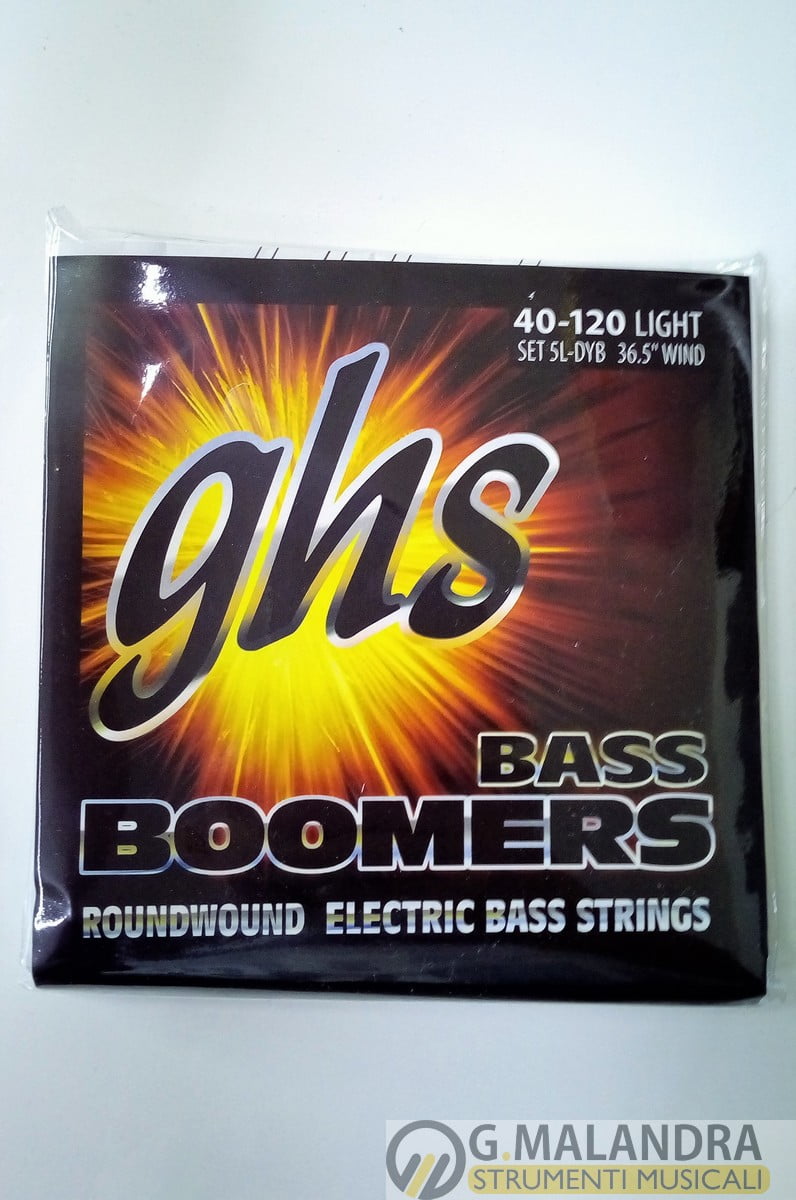 40-120 LIGHT
SET 5L-DYB 36.5" WIND
ghs
BASS
BOOMERS
ROUNDWOUND ELECTRIC BASS STRINGS
G.MALANDRA
STRUMENTI MUSICALI